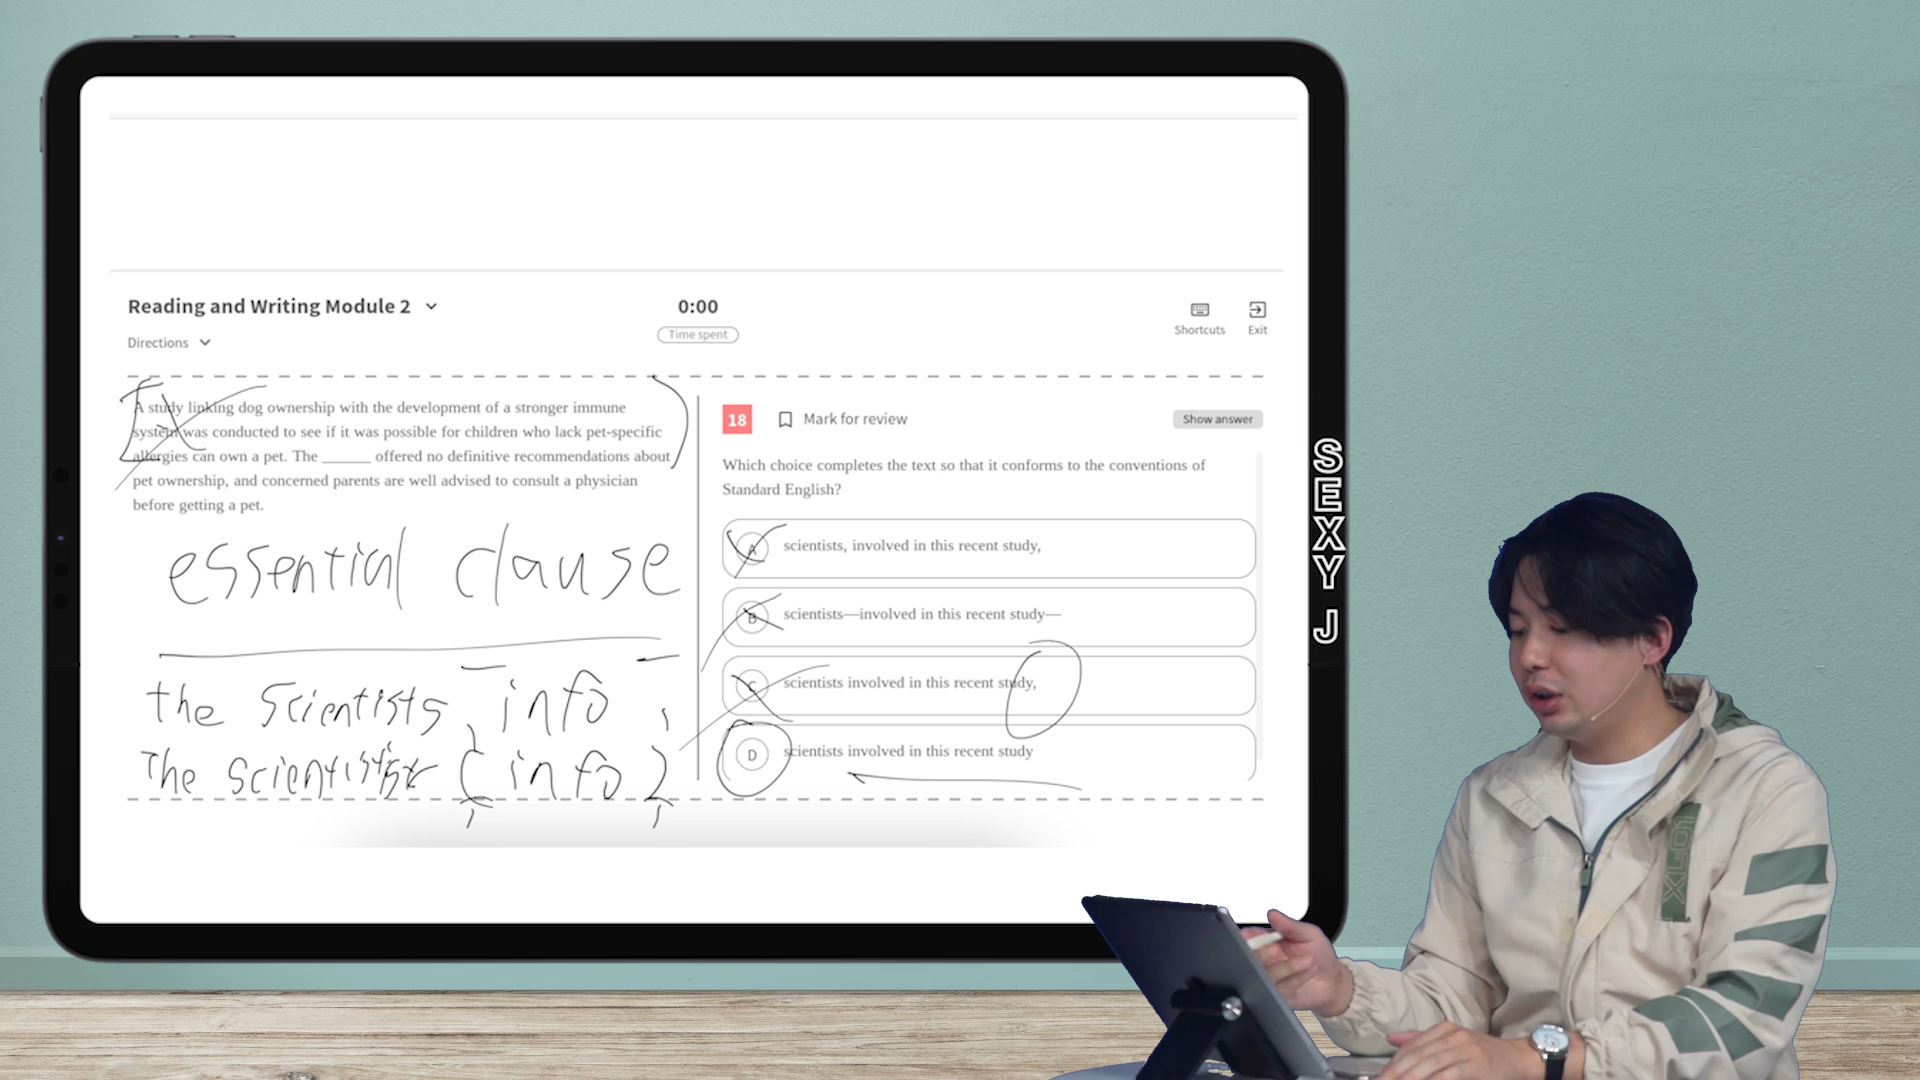 Reading and Writing Module 2
Directions
0:00
Time spent
Shortcuts
Exit
A study linking dog ownership with the development of a stronger immune
system was conducted to see if it was possible for children who lack pet-specific
allergies can own a pet. The ______ offered no definitive recommendations about
pet ownership, and concerned parents are well advised to consult a physician
before getting a pet.
essential clause
the scientists, info,
The scientists (info)
18
Mark for review
Show answer
Which choice completes the text so that it conforms to the conventions of
Standard English?
A scientists, involved in this recent study,
B scientists—involved in this recent study—
C scientists involved in this recent study,
D scientists involved in this recent study
SEXY J
XLO1